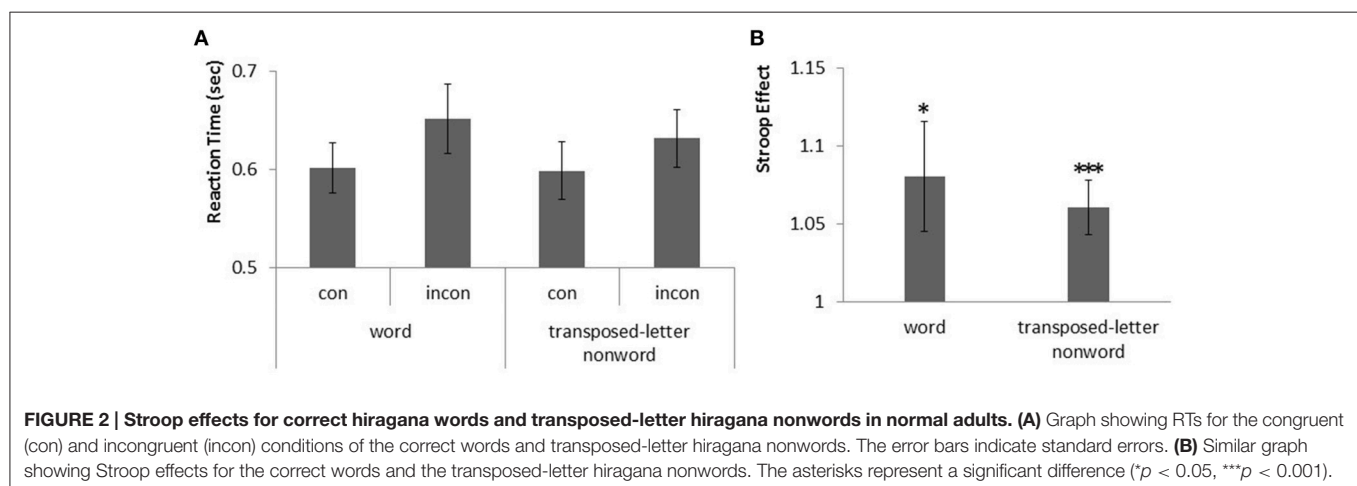 A
Reaction Time (sec)
0.7
0.6
0.5
con
incon
con
incon
word
transposed-letter
nonword
B
Stroop Effect
1.15
1.1
1.05
1
*
***
word
transposed-letter
nonword
FIGURE 2 | Stroop effects for correct hiragana words and transposed-letter hiragana nonwords in normal adults. (A) Graph showing RTs for the congruent
(con) and incongruent (incon) conditions of the correct words and transposed-letter hiragana nonwords. The error bars indicate standard errors. (B) Similar graph
showing Stroop effects for the correct words and the transposed-letter hiragana nonwords. The asterisks represent a significant difference (*p < 0.05, ***p < 0.001).